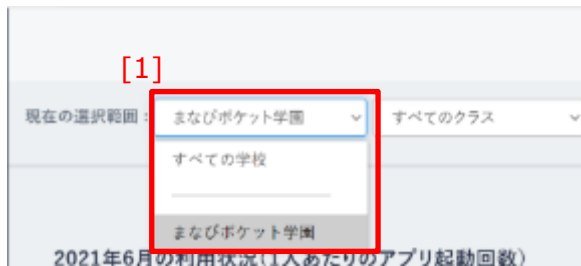 [1]
現在の選択範囲： まなびポケット学園 すべてのクラス
すべての学校
まなびポケット学園
2021年6月の利用状況(1人あたりのアプリ起動回数)